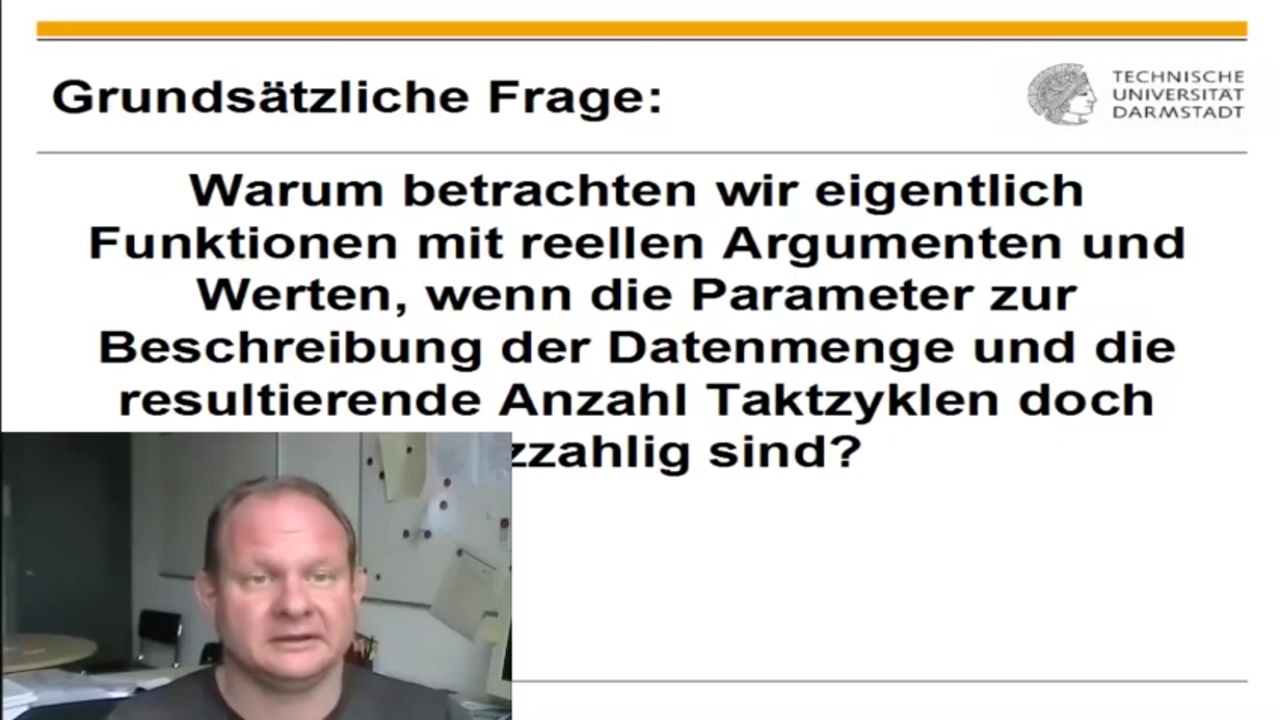 Grundsätzliche Frage:
TECHNISCHE
UNIVERSITÄT
DARMSTADT
Warum betrachten wir eigentlich
Funktionen mit reellen Argumenten und
Werten, wenn die Parameter zur
Beschreibung der Datenmenge und die
resultierende Anzahl Taktzyklen doch
zzahlig sind?